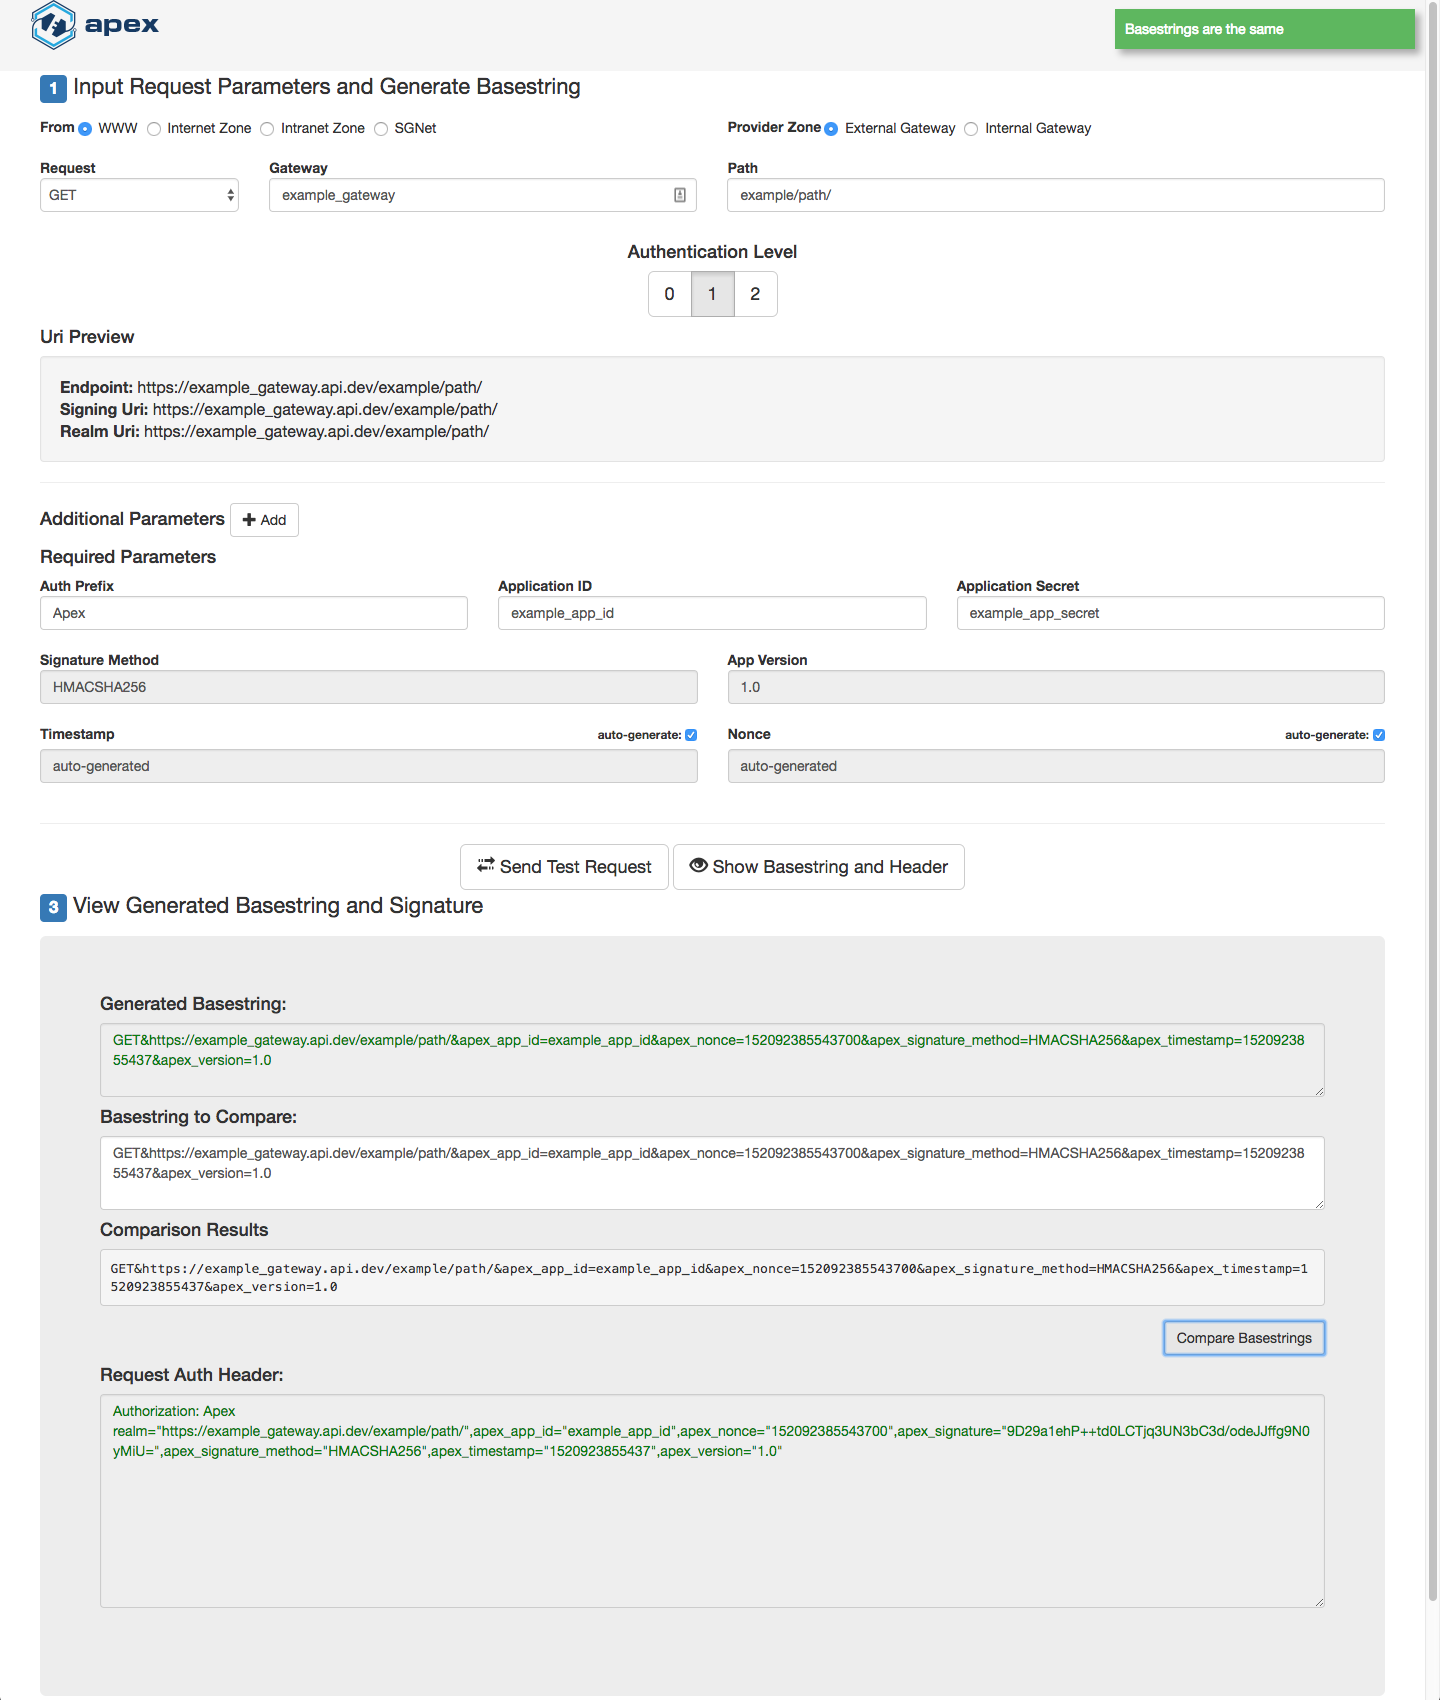 apex
Basestrings are the same
1 Input Request Parameters and Generate Basestring
From WWW Internet Zone Intranet Zone SGNet
Provider Zone External Gateway Internal Gateway
Request
Gateway
Path
GET
example_gateway
example/path/
Authentication Level
0 1 2
Uri Preview
Endpoint: https://example_gateway.api.dev/example/path/
Signing Uri: https://example_gateway.api.dev/example/path/
Realm Uri: https://example_gateway.api.dev/example/path/
Additional Parameters Add
Required Parameters
Auth Prefix
Application ID
Application Secret
Apex
example_app_id
example_app_secret
Signature Method
App Version
HMACSHA256
1.0
Timestamp auto-generate:
Nonce auto-generate:
auto-generated
auto-generated
Send Test Request
Show Basestring and Header
3 View Generated Basestring and Signature
Generated Basestring:
GET&https://example_gateway.api.dev/example/path/&apex_app_id=example_app_id&apex_nonce=152092385543700&apex_signature_method=HMACSHA256&apex_timestamp=15209238
55437&apex_version=1.0
Basestring to Compare:
GET&https://example_gateway.api.dev/example/path/&apex_app_id=example_app_id&apex_nonce=152092385543700&apex_signature_method=HMACSHA256&apex_timestamp=15209238
55437&apex_version=1.0
Comparison Results
GET&https://example_gateway.api.dev/example/path/&apex_app_id=example_app_id&apex_nonce=152092385543700&apex_signature_method=HMACSHA256&apex_timestamp=1
520923855437&apex_version=1.0
Compare Basestrings
Request Auth Header:
Authorization: Apex
realm="https://example_gateway.api.dev/example/path/",apex_app_id="example_app_id",apex_nonce="152092385543700",apex_signature="9D29a1ehP++td0LCTjq3UN3bC3d/odeJJffg9N0
yMiU=",apex_signature_method="HMACSHA256",apex_timestamp="1520923855437",apex_version="1.0"